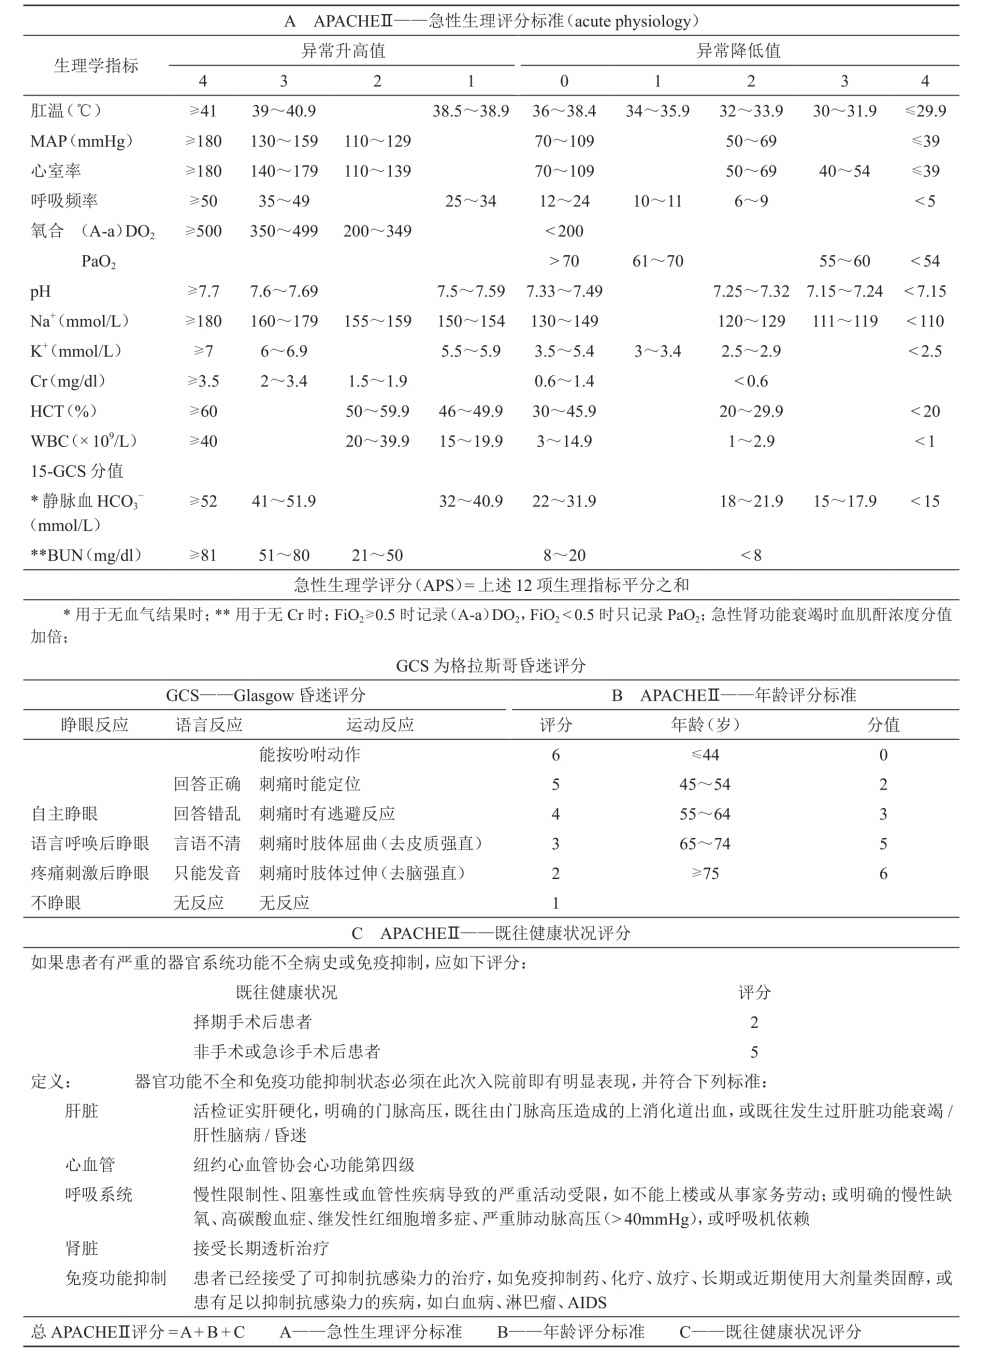 A APACHEⅡ——急性生理评分标准（acute physiology）
生理学指标 异常升高值 异常降低值
4 3 2 1 0 1 2 3 4
肛温（℃） ≥41 39～40.9 38.5～38.9 36～38.4 34～35.9 32～33.9 30～31.9 ≤29.9
MAP（mmHg） ≥180 130～159 110～129 70～109 50～69 ≤39
心室率 ≥180 140～179 110～139 70～109 50～69 40～54 ≤39
呼吸频率 ≥50 35～49 25～34 12～24 10～11 6～9 <5
氧合 （A-a）DO₂ ≥500 350～499 200～349 <200
PaO₂ >70 61～70 55～60 <54
pH ≥7.7 7.6～7.69 7.5～7.59 7.33～7.49 7.25～7.32 7.15～7.24 <7.15
Na⁺（mmol/L） ≥180 160～179 155～159 150～154 130～149 120～129 111～119 <110
K⁺（mmol/L） ≥7 6～6.9 5.5～5.9 3.5～5.4 3～3.4 2.5～2.9 <2.5
Cr（mg/dl） ≥3.5 2～3.4 1.5～1.9 0.6～1.4 <0.6
HCT（%） ≥60 50～59.9 46～49.9 30～45.9 20～29.9 <20
WBC（×10⁹/L） ≥40 20～39.9 15～19.9 3～14.9 1～2.9 <1
15-GCS 分值
*静脉血 HCO₃⁻ ≥52 41～51.9 32～40.9 22～31.9 18～21.9 15～17.9 <15
（mmol/L）
**BUN（mg/dl） ≥81 51～80 21～50 8～20 <8
急性生理学评分（APS）=上述 12 项生理指标平分之和
*用于无血气结果时；**用于无 Cr 时；FiO₂≥0.5 时记录（A-a）DO₂，FiO₂<0.5 时只记录 PaO₂；急性肾功能衰竭时血肌酐浓度分值
加倍；
GCS 为格拉斯哥昏迷评分
GCS——Glasgow 昏迷评分 B APACHEⅡ——年龄评分标准
睁眼反应 语言反应 运动反应 评分 年龄（岁） 分值
能按吩咐动作 6 ≤44 0
回答正确 刺痛时能定位 5 45～54 2
自主睁眼 回答错乱 刺痛时有逃避反应 4 55～64 3
语言呼唤后睁眼 言语不清 刺痛时肢体屈曲（去皮质强直） 3 65～74 5
疼痛刺激后睁眼 只能发音 刺痛时肢体过伸（去脑强直） 2 ≥75 6
不睁眼 无反应 无反应 1
C APACHEⅡ——既往健康状况评分
如果患者有严重的器官系统功能不全病史或免疫抑制，应如下评分：
既往健康状况 评分
择期手术后患者 2
非手术或急诊手术后患者 5
定义： 器官功能不全和免疫功能抑制状态必须在此次入院前即有明显表现，并符合下列标准：
肝脏 活检证实肝硬化，明确的门脉高压，既往由门脉高压造成的上消化道出血，或既往发生过肝脏功能衰竭/
肝性脑病/昏迷
心血管 纽约心血管协会心功能第四级
呼吸系统 慢性限制性、阻塞性或血管性疾病导致的严重活动受限，如不能上楼或从事家务劳动；或明确的慢性缺
氧、高碳酸血症、继发性红细胞增多症、严重肺动脉高压（>40mmHg），或呼吸机依赖
肾脏 接受长期透析治疗
免疫功能抑制 患者已经接受了可抑制抗感染力的治疗，如免疫抑制药、化疗、放疗、长期或近期使用大剂量类固醇，或
患有足以抑制抗感染力的疾病，如白血病、淋巴瘤、AIDS
总 APACHEⅡ评分=A+B+C A——急性生理评分标准 B——年龄评分标准 C——既往健康状况评分